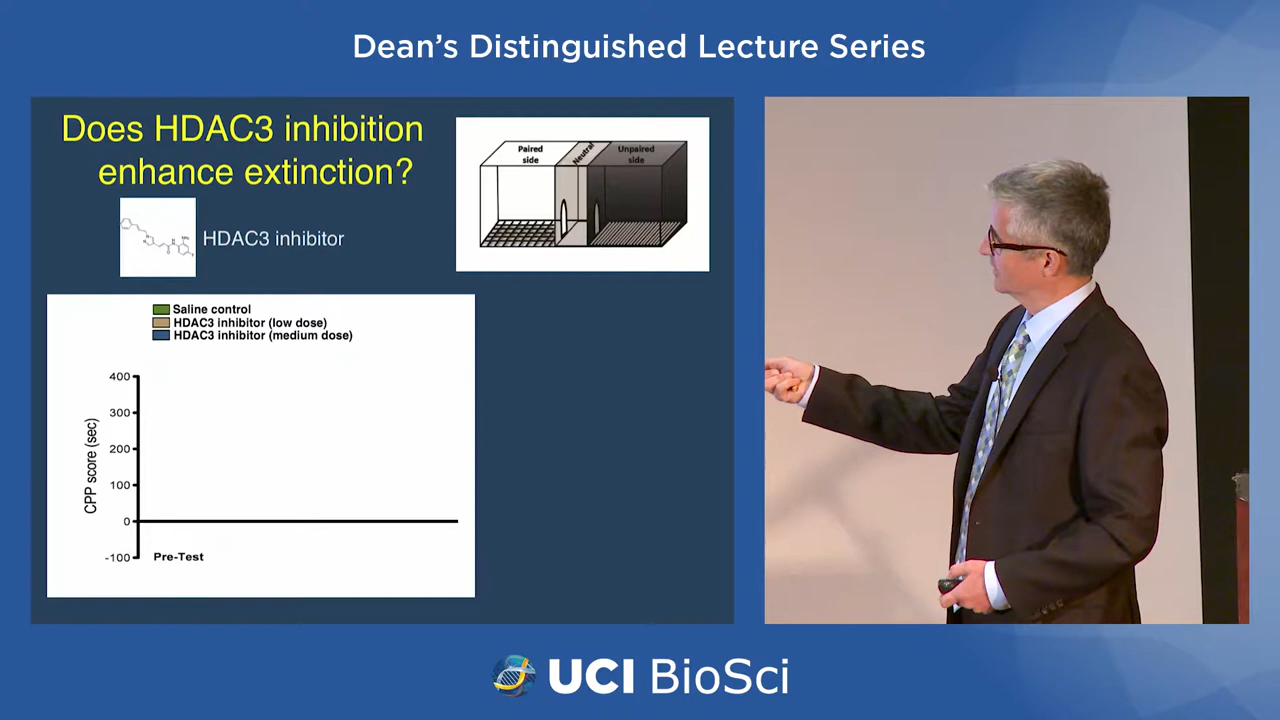 Dean's Distinguished Lecture Series
Does HDAC3 inhibition
enhance extinction?
HDAC3 inhibitor
Paired
side
Neutral
Unpaired
side
Saline control
HDAC3 inhibitor (low dose)
HDAC3 inhibitor (medium dose)
CPP score (sec)
400
300
200
100
0
-100
Pre-Test
UCI BioSci